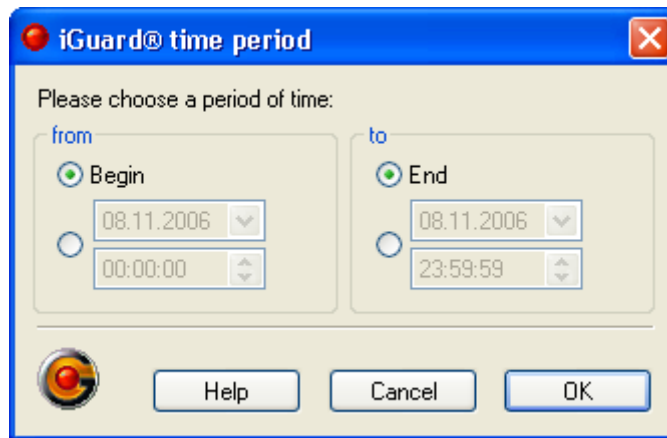 iGuard® time period
Please choose a period of time:
from
Begin
08.11.2006
00:00:00
to
End
08.11.2006
23:59:59
Help Cancel OK